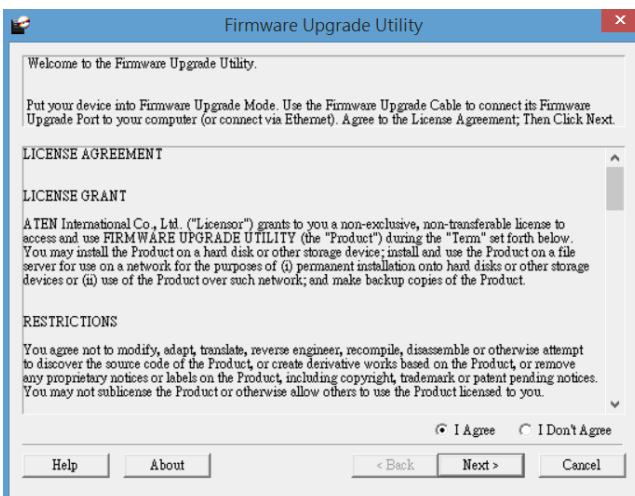 Firmware Upgrade Utility
Welcome to the Firmware Upgrade Utility.
Put your device into Firmware Upgrade Mode. Use the Firmware Upgrade Cable to connect its Firmware
Upgrade Port to your computer (or connect via Ethernet). Agree to the License Agreement; Then Click Next.
LICENSE AGREEMENT
LICENSE GRANT
ATEN International Co., Ltd. ("Licensor") grants to you a non-exclusive, non-transferable license to
access and use FIRMWARE UPGRADE UTILITY (the "Product") during the "Term" set forth below.
You may install the Product on a hard disk or other storage device; install and use the Product on a file
server for use on a network for the purposes of (i) permanent installation onto hard disks or other storage
devices or (ii) use of the Product over such network; and make backup copies of the Product.
RESTRICTIONS
You agree not to modify, adapt, translate, reverse engineer, recompile, disassemble or otherwise attempt
to discover the source code of the Product, or create derivative works based on the Product, or remove
any proprietary notices or labels on the Product, including copyright, trademark or patent pending notices.
You may not sublicense the Product or otherwise allow others to use the Product licensed to you.
I Agree I Don't Agree
Help About < Back Next > Cancel